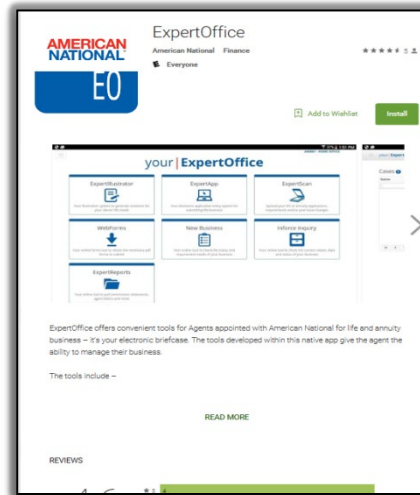 ExpertOffice
AMERICAN
NATIONAL
EO
American National Finance
5
Everyone
Add to Wishlist
Install
your|ExpertOffice
ExpertIllustrator
ExpertApp
ExpertScan
WebForms
New Business
Inforce Inquiry
ExpertReports
Cases
ExpertOffice offers convenient tools for Agents appointed with American National for life and annuity
business – it's your electronic briefcase. The tools developed within this native app give the agent the
ability to manage their business.
The tools include –
READ MORE
REVIEWS